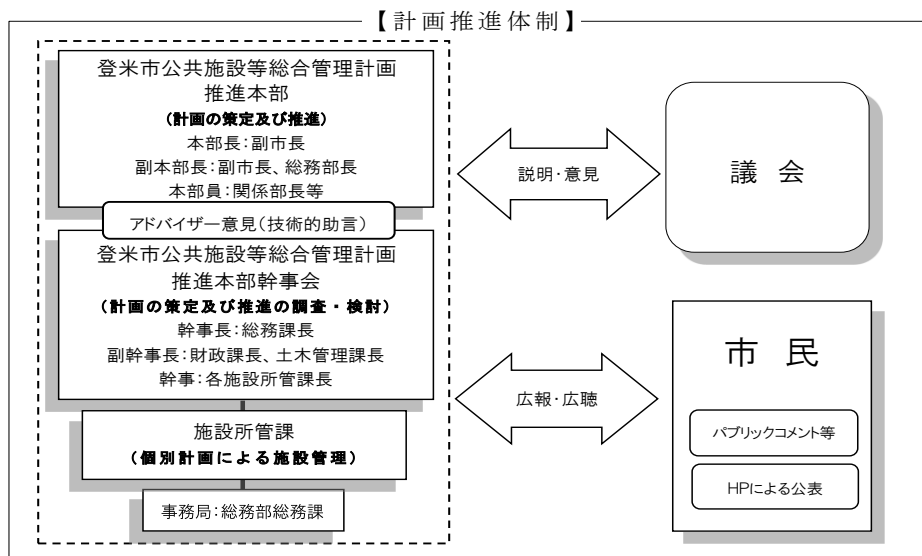 【計画推進体制】
登米市公共施設等総合管理計画
推進本部
(計画の策定及び推進)
本部長:副市長
副本部長:副市長、総務部長
本部員:関係部長等
アドバイザー意見(技術的助言)
登米市公共施設等総合管理計画
推進本部幹事会
(計画の策定及び推進の調査・検討)
幹事長:総務課長
副幹事長:財政課長、土木管理課長
幹事:各施設所管課長
施設所管課
(個別計画による施設管理)
事務局:総務部総務課
説明・意見
議 会
広報・広聴
市 民
パブリックコメント等
HPによる公表